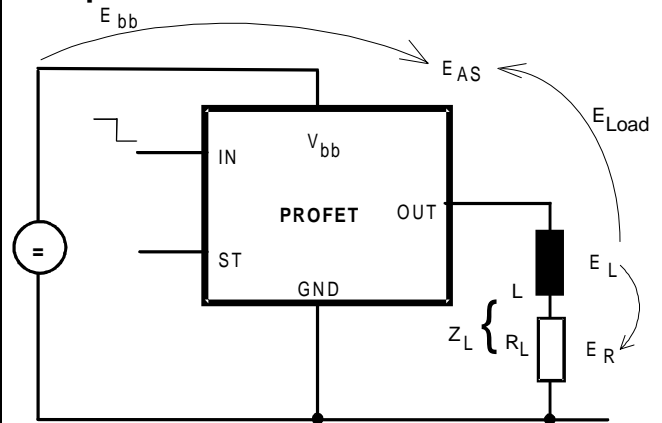 E bb
E AS
E Load
V bb
IN
PROFET
OUT
ST
GND
L
E L
Z L { R L
E R
=